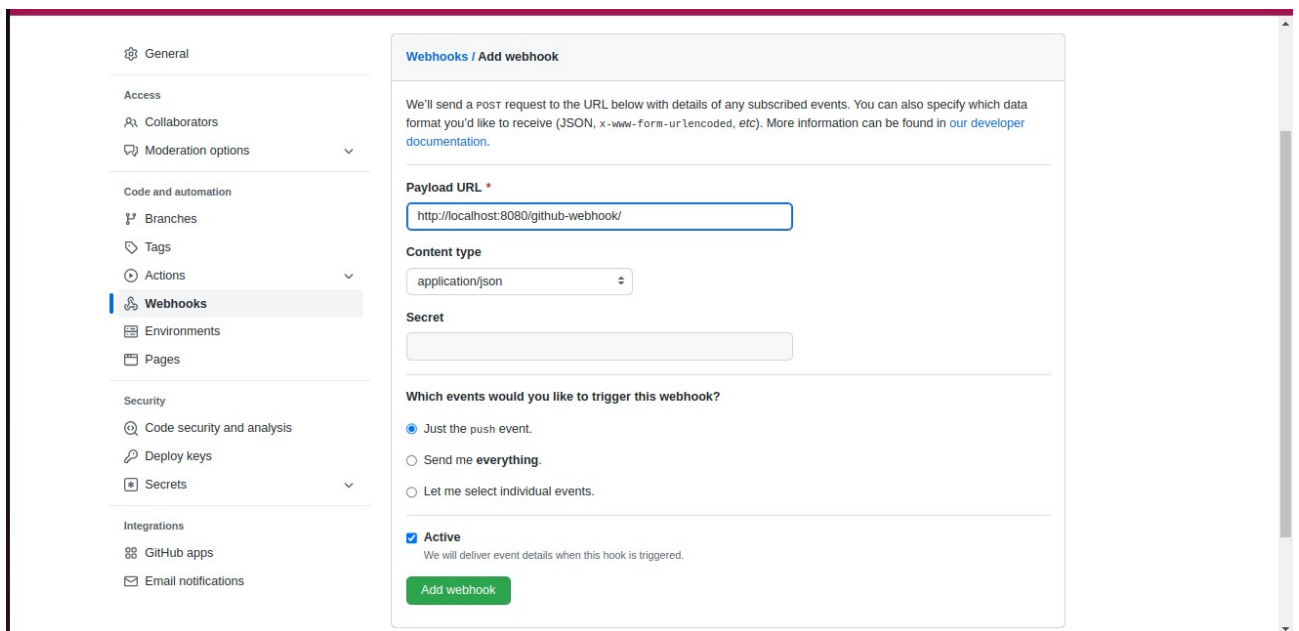 General
Access
Collaborators
Moderation options
Code and automation
Branches
Tags
Actions
Webhooks
Environments
Pages
Security
Code security and analysis
Deploy keys
Secrets
Integrations
GitHub apps
Email notifications
Webhooks / Add webhook
We'll send a POST request to the URL below with details of any subscribed events. You can also specify which data
format you'd like to receive (JSON, x-www-form-urlencoded, etc). More information can be found in our developer
documentation.
Payload URL *
http://localhost:8080/github-webhook/
Content type
application/json
Secret
Which events would you like to trigger this webhook?
Just the push event.
Send me everything.
Let me select individual events.
Active
We will deliver event details when this hook is triggered.
Add webhook